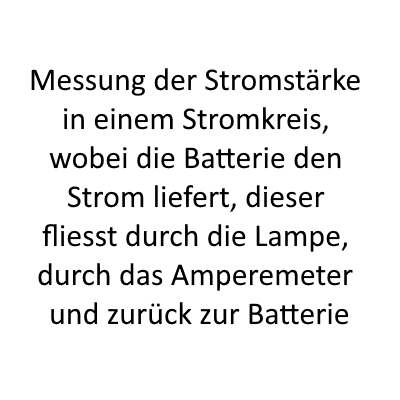 Messung der Stromstärke
in einem Stromkreis,
wobei die Batterie den
Strom liefert, dieser
fliesst durch die Lampe,
durch das Amperemeter
und zurück zur Batterie